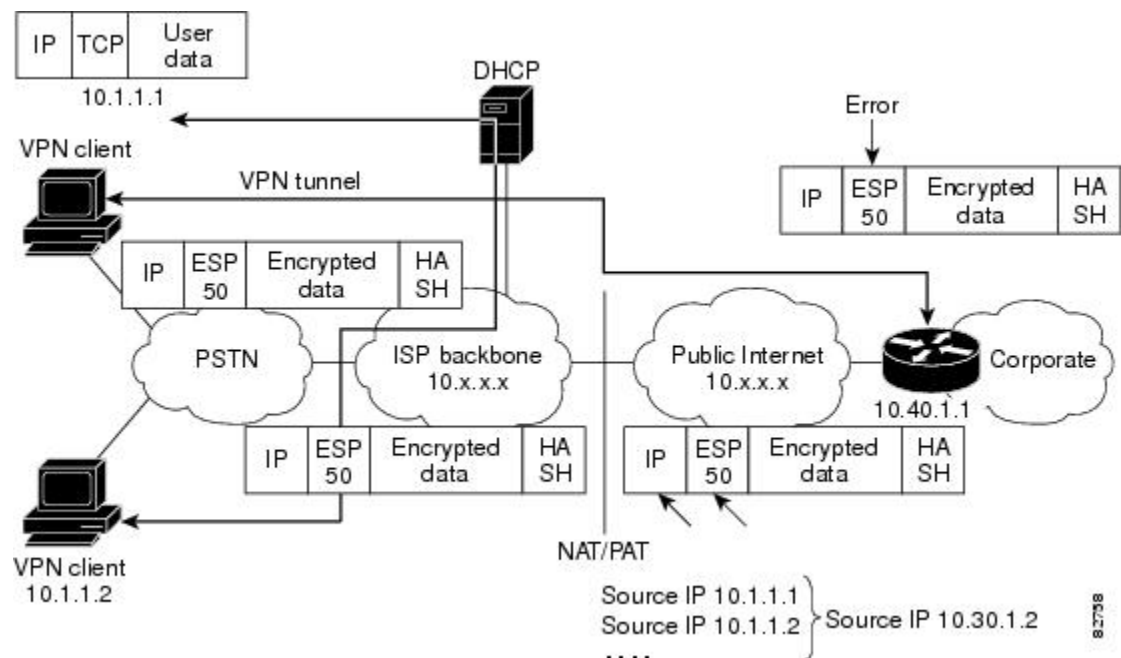 IP TCP User data
10.1.1.1
DHCP
Error
VPN client
VPN tunnel
IP ESP 50 Encrypted data HA SH
IP ESP 50 Encrypted data HA SH
PSTN
ISP backbone
10.x.x.x
Public Internet
10.x.x.x
Corporate
10.40.1.1
IP ESP 50 Encrypted data HA SH
IP ESP 50 Encrypted data HA SH
VPN client
10.1.1.2
NAT/PAT
Source IP 10.1.1.1
Source IP 10.1.1.2
....
Source IP 10.30.1.2
82758